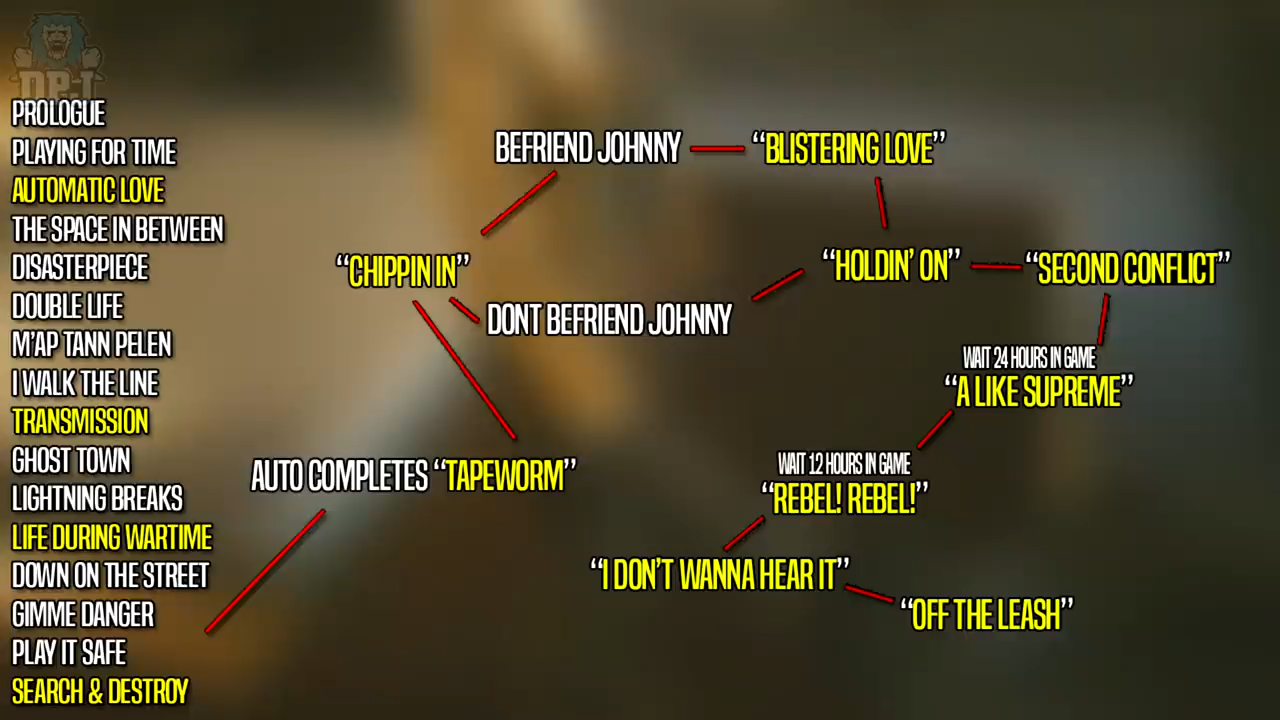 DPJ
PROLOGUE
PLAYING FOR TIME
AUTOMATIC LOVE
THE SPACE IN BETWEEN
DISASTERPIECE
DOUBLE LIFE
M'AP TANN PELEN
I WALK THE LINE
TRANSMISSION
GHOST TOWN
LIGHTNING BREAKS
LIFE DURING WARTIME
DOWN ON THE STREET
GIMME DANGER
PLAY IT SAFE
SEARCH & DESTROY
BEFRIEND JOHNNY
“BLISTERING LOVE”
“CHIPPIN IN”
DONT BEFRIEND JOHNNY
“HOLDIN' ON”
“SECOND CONFLICT”
WAIT 24 HOURS IN GAME
“A LIKE SUPREME”
AUTO COMPLETES “TAPEWORM”
WAIT 12 HOURS IN GAME
“REBEL! REBEL!”
“I DON'T WANNA HEAR IT”
“OFF THE LEASH”